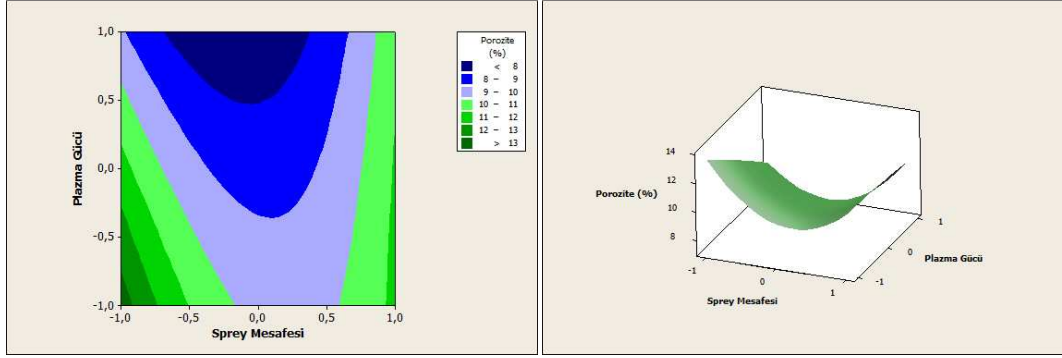 1,0
0,5
0,0
-0,5
-1,0
Plazma Gücü
-1,0 -0,5 0,0 0,5 1,0
Sprey Mesafesi
Porozite
(%)
< 8
8 – 9
9 – 10
10 – 11
11 – 12
12 – 13
> 13
14
12
10
8
Porozite (%)
-1
0
1
Sprey Mesafesi
-1
0
1
Plazma Gücü